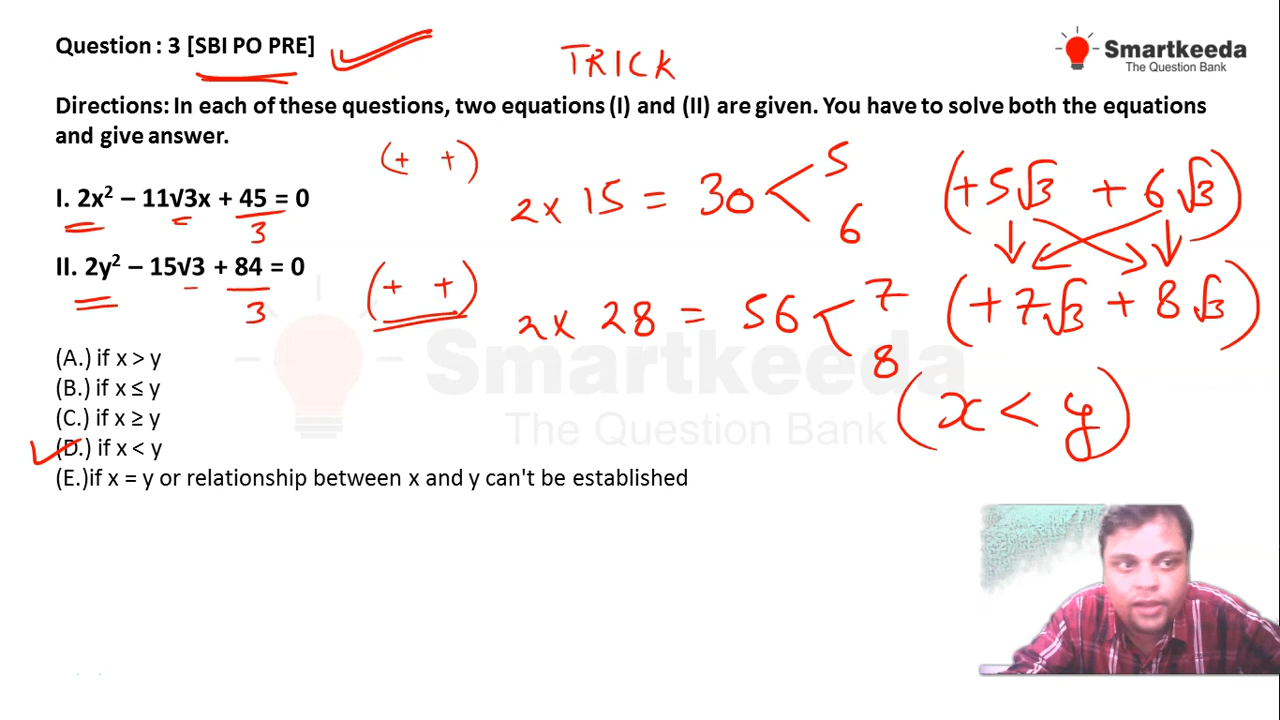 Question : 3 [SBI PO PRE]
TRICK
Smartkeeda
The Question Bank
Directions: In each of these questions, two equations (I) and (II) are given. You have to solve both the equations
and give answer.
(+ +)
I. 2x² – 11√3x + 45 = 0
3
2 x 15 = 30 < 5
6
(+5√3 + 6√3)
II. 2y² – 15√3 + 84 = 0
3
(+ +)
2 x 28 = 56 < 7
8
(+7√3 + 8√3)
(x < y)
Smartkeeda
The Question Bank
(A.) if x > y
(B.) if x ≤ y
(C.) if x ≥ y
(D.) if x < y
(E.)if x = y or relationship between x and y can't be established